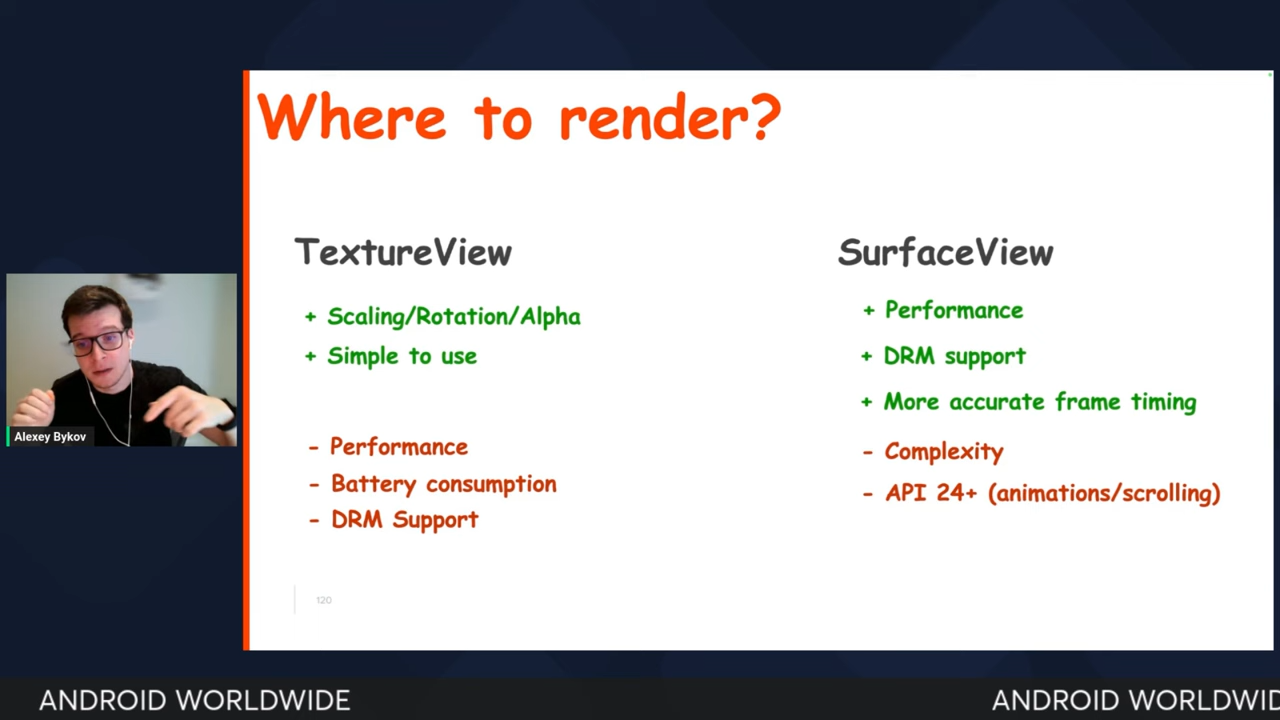 Where to render?
TextureView
+ Scaling/Rotation/Alpha
+ Simple to use
- Performance
- Battery consumption
- DRM Support
SurfaceView
+ Performance
+ DRM support
+ More accurate frame timing
- Complexity
- API 24+ (animations/scrolling)
120
Alexey Bykov
ANDROID WORLDWIDE
ANDROID WORLDWID